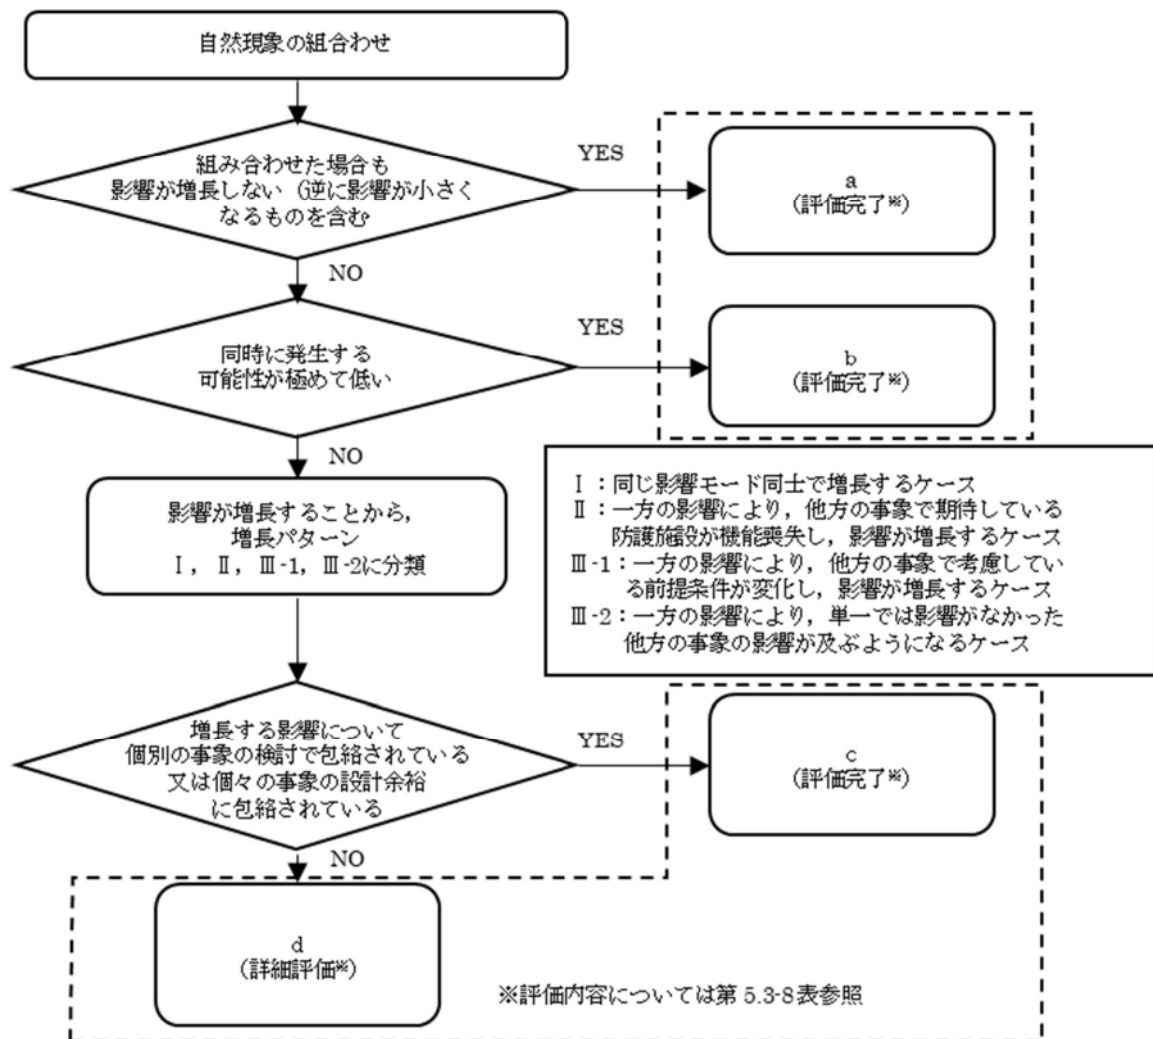 自然現象の組合わせ
組み合わせた場合も
影響が増長しない（逆に影響が小さく
なるものを含む
YES
a
（評価完了※）
NO
同時に発生する
可能性が極めて低い
YES
b
（評価完了※）
NO
影響が増長することから，
増長パターン
Ⅰ，Ⅱ，Ⅲ-1，Ⅲ-2に分類
Ⅰ：同じ影響モード同士で増長するケース
Ⅱ：一方の影響により，他方の事象で期待している
防護施設が機能喪失し，影響が増長するケース
Ⅲ-1：一方の影響により，他方の事象で考慮してい
る前提条件が変化し，影響が増長するケース
Ⅲ-2：一方の影響により，単一では影響がなかった
他方の事象の影響が及ぶようになるケース
増長する影響について
個別の事象の検討で包絡されている
又は個々の事象の設計余裕
に包絡されている
YES
c
（評価完了※）
NO
d
（詳細評価※）
※評価内容については第 5.3-8表参照